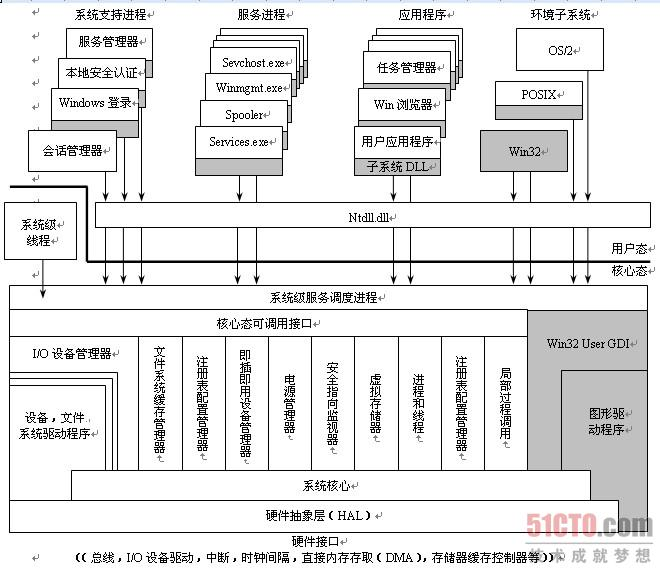 系统支持进程 服务进程 应用程序 环境子系统
服务管理器
本地安全认证
Windows 登录
会话管理器
Sevchost.exe
Winmgmt.exe
Spooler
Services.exe
任务管理器
Win 浏览器
用户应用程序
子系统 DLL
OS/2
POSIX
Win32
系统级
线程
Ntdll.dll
用户态
核心态
系统级服务调度进程
核心态可调用接口
Win32 User GDI
I/O 设备管理器
设备，文件
系统驱动程序
文件系统缓存管理器
注册表配置管理器
即插即用设备管理器
电源管理器
安全指向监视器
虚拟存储器
进程和线程
注册表配置管理器
局部过程调用
图形驱
动程序
系统核心
硬件抽象层（HAL）
硬件接口
(( 总线，I/O 设备驱动，中断，时钟间隔，直接内存存取（DMA），存储器缓存控制器等))
51CTO.com
技术成就梦想